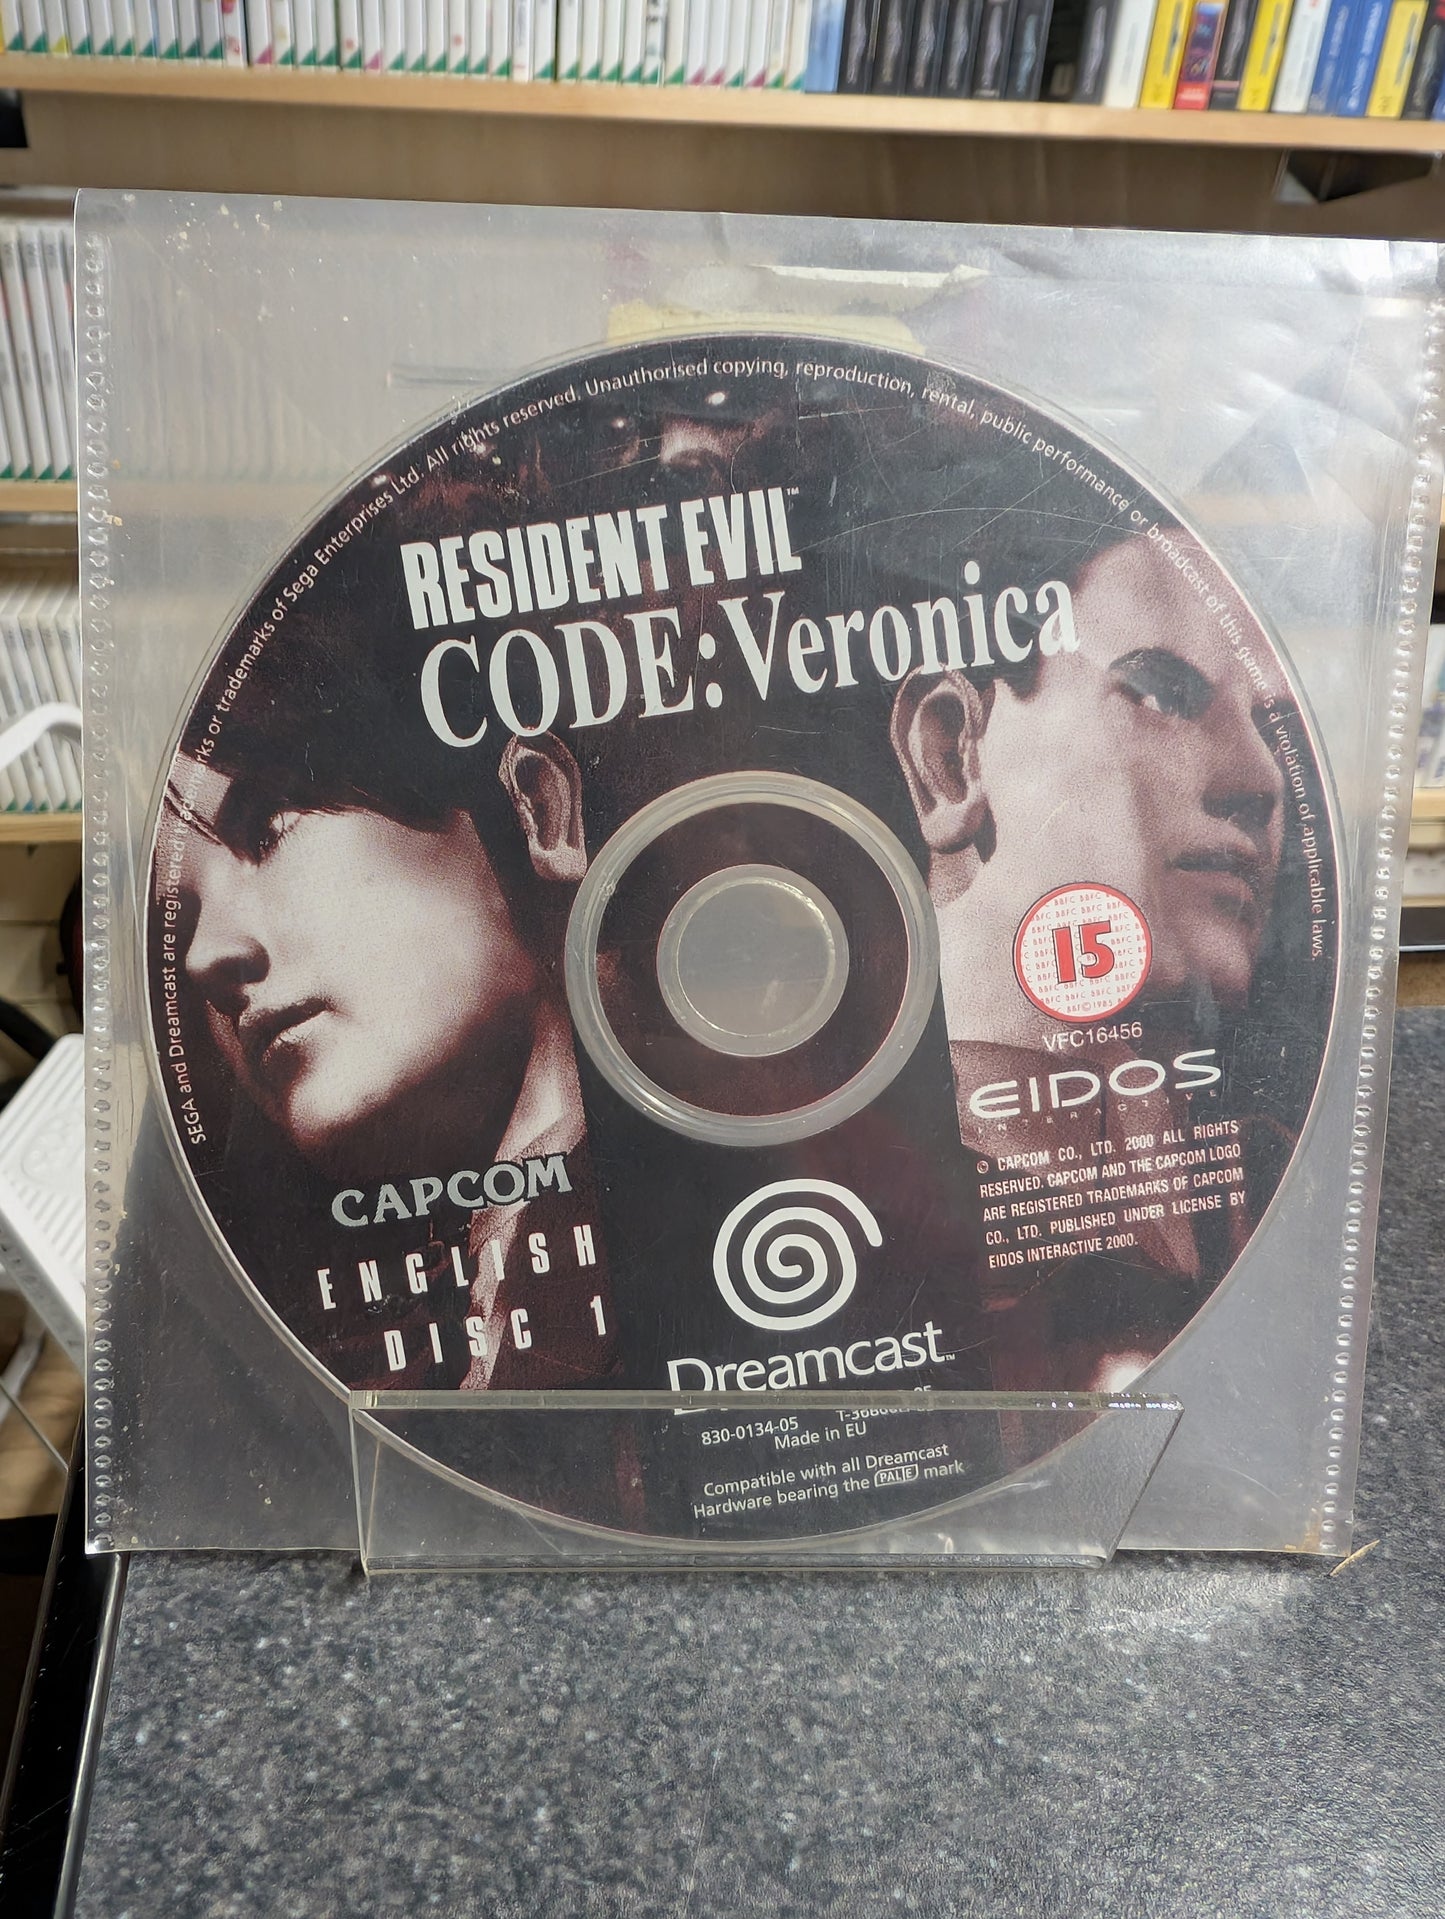 SEGA and Dreamcast are registered
rks or trademarks of Sega Enterprises Ltd. All rights reserved. Unauthorised copying, reproduction, rental, public performance or broadcast of this game is a violation of applicable laws.
RESIDENT EVIL™
CODE:Veronica
15
VFC16456
EIDOS
INTERACTIVE
© CAPCOM CO., LTD. 2000 ALL RIGHTS
RESERVED. CAPCOM AND THE CAPCOM LOGO
ARE REGISTERED TRADEMARKS OF CAPCOM
CO., LTD. PUBLISHED UNDER LICENSE BY
EIDOS INTERACTIVE 2000.
CAPCOM
ENGLISH
DISC 1
Dreamcast™
830-0134-05
Made in EU
Compatible with all Dreamcast
Hardware bearing the PAL/E mark